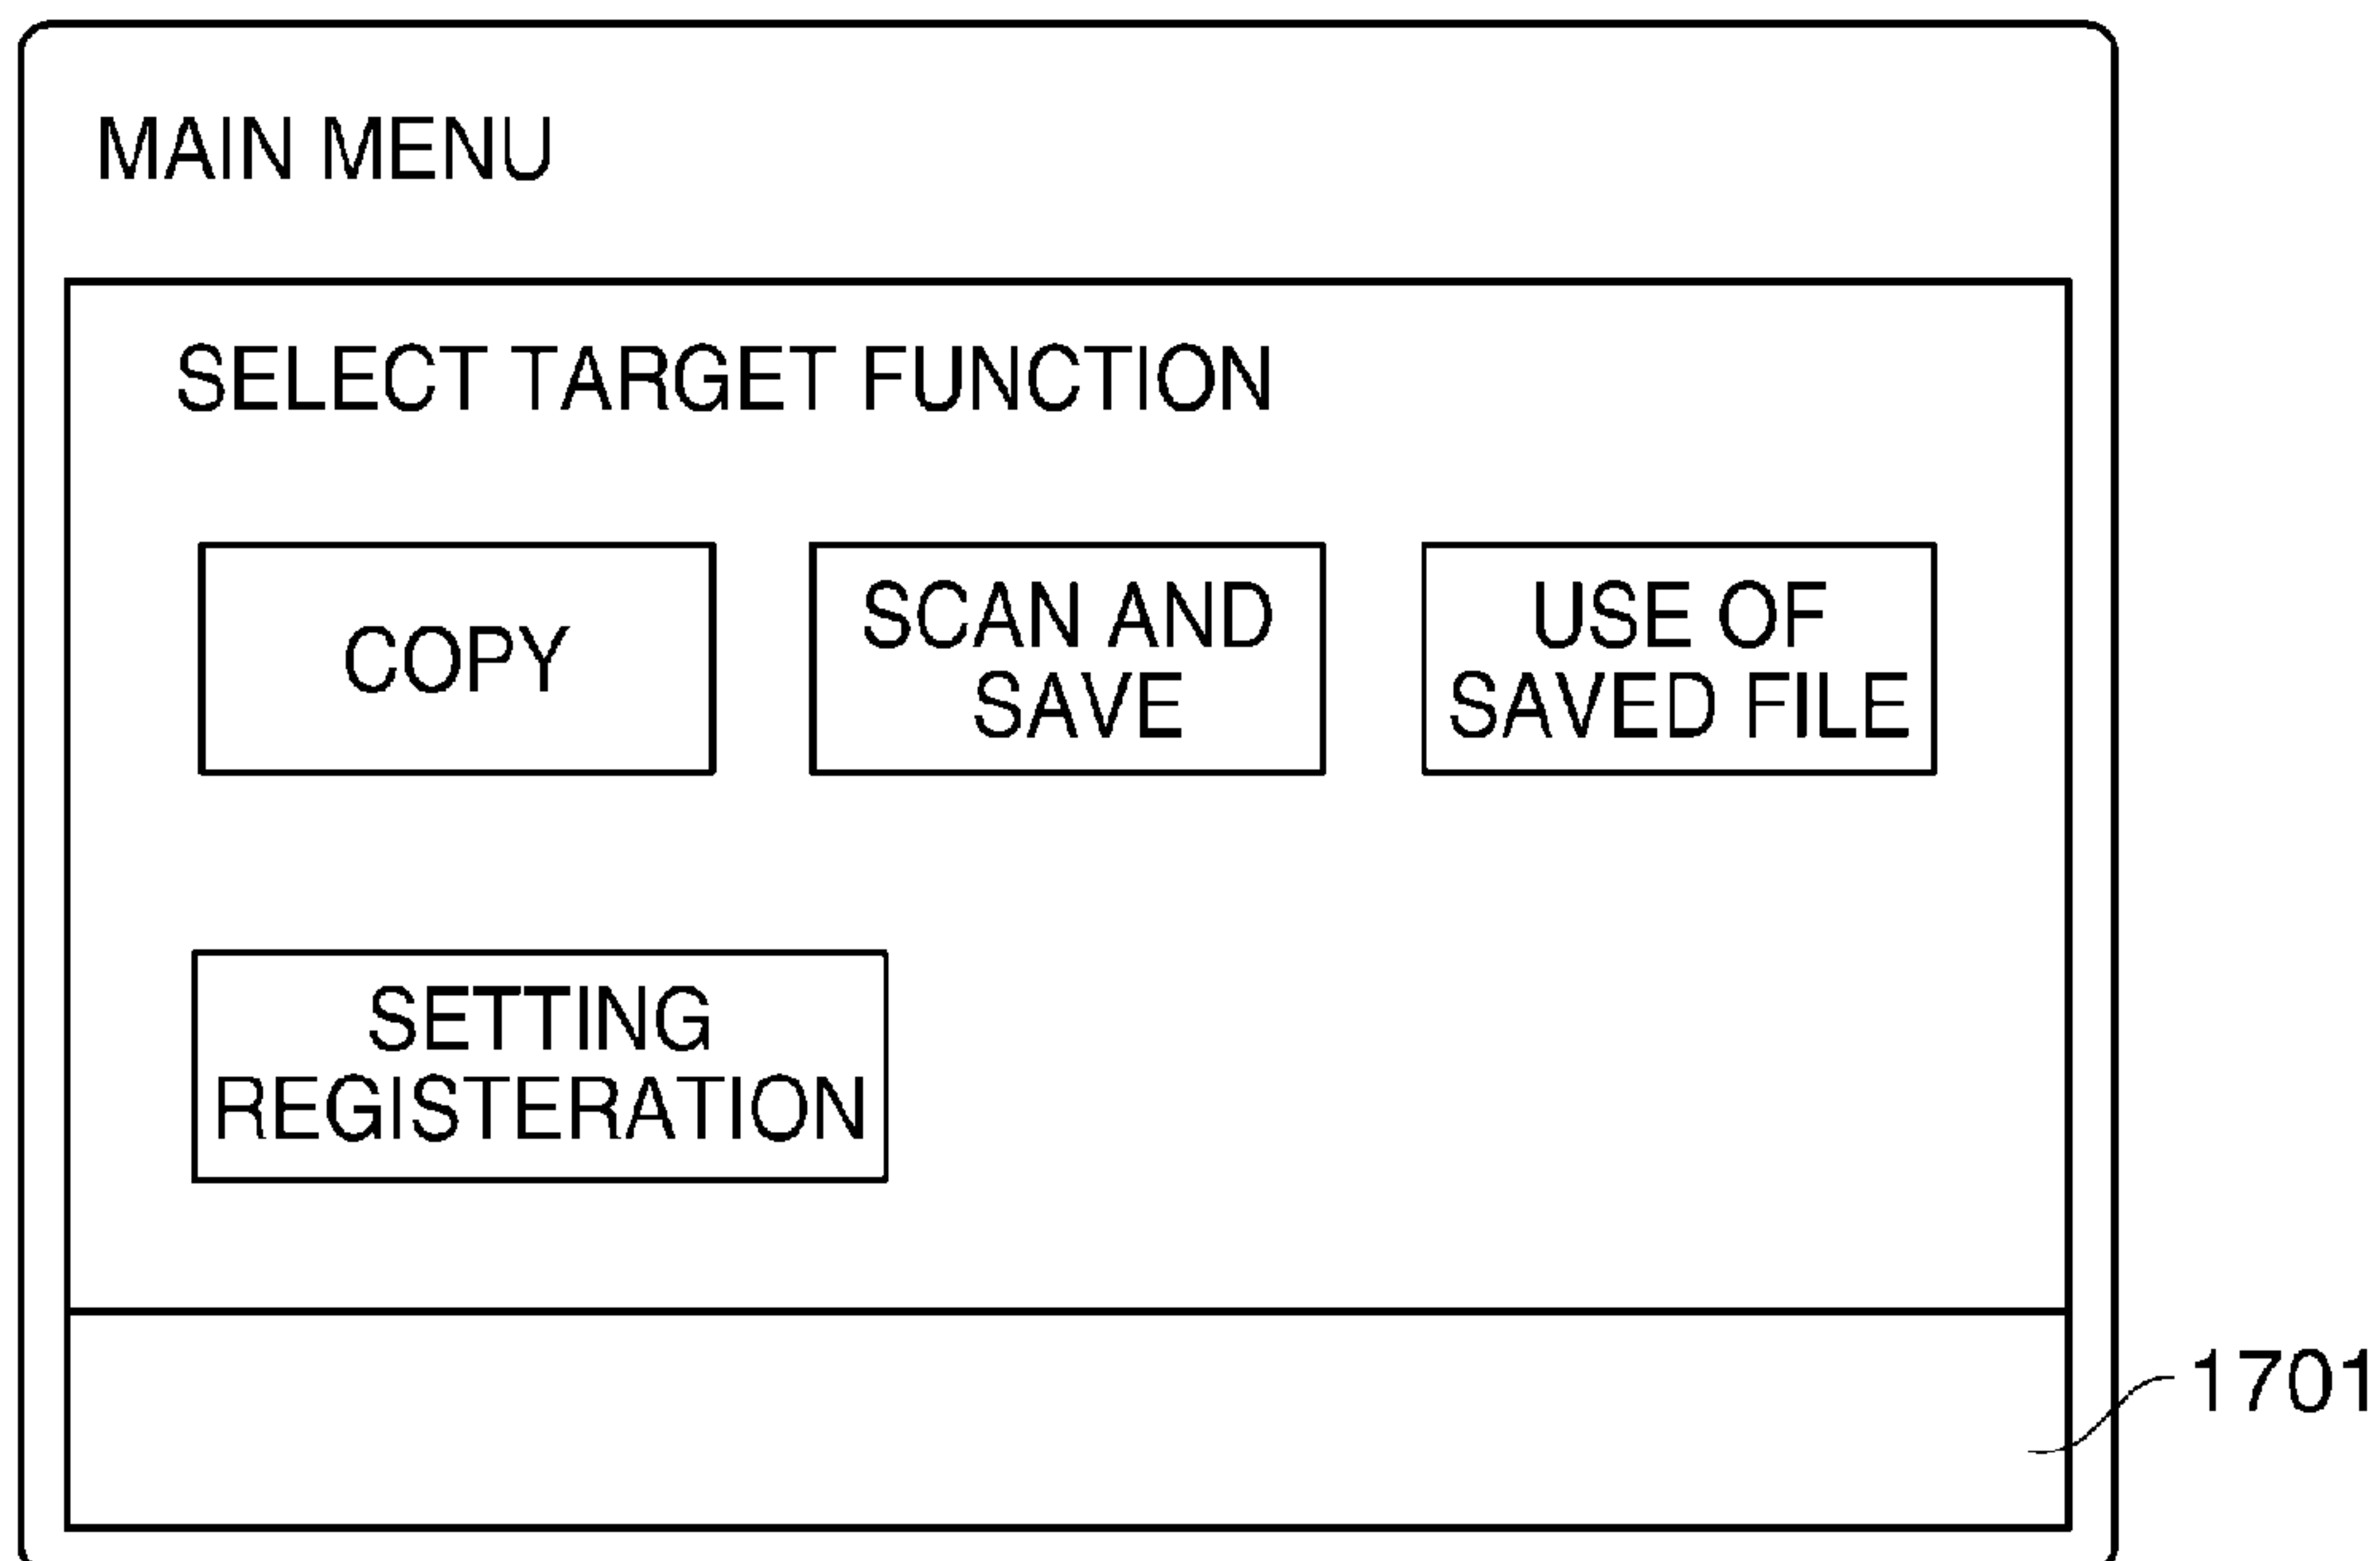 MAIN MENU
SELECT TARGET FUNCTION
COPY
SCAN AND
SAVE
USE OF
SAVED FILE
SETTING
REGISTERATION
1701